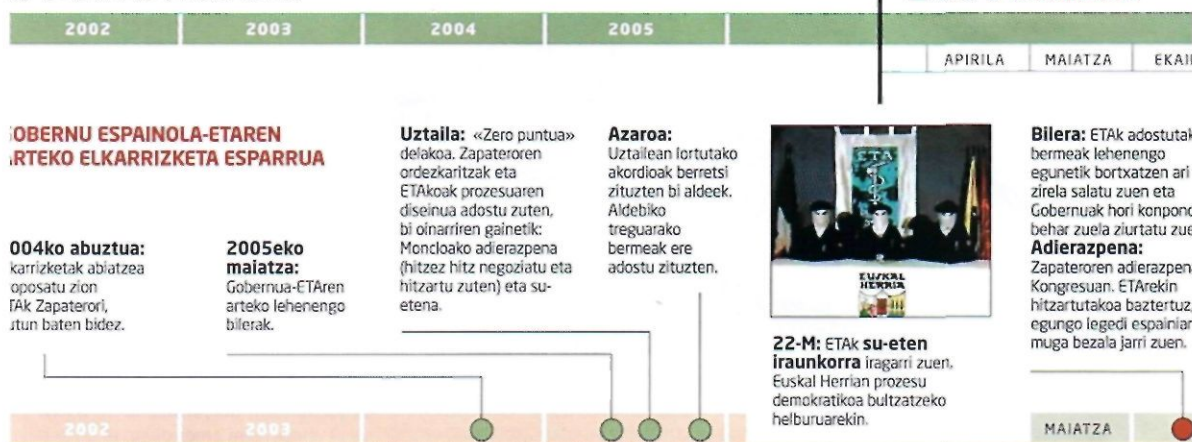 2002 2003 2004 2005
APIRILA MAIATZA
OBERNU ESPAINOLA-ETAREN
RTEKO ELKARRIZKETA ESPARRUA
004ko abuztua:
karrizketak abiatzea
oposatu zion
TAk Zapaterori,
tun baten bidez.
2005eko
maiatza:
Gobernua-ETAren
arteko lehenengo
bilerak.
Uztaila: «Zero puntua»
delakoa. Zapateroren
ordezkaritzak eta
ETAkoak prozesuaren
diseinua adostu zuten,
bi oinarriren gainetik:
Moncloako adierazpena
(hitzez hitz negoziatu eta
hitzartu zuten) eta su-
etena.
Azaroa:
Uztailean lortutako
akordioak berretsi
zituzten bi aldeek.
Aldebiko
treguarako
bermeak ere
adostu zituzten.
ETA
EUSKAL
HERRIA
22-M: ETAk su-eten
iraunkorra iragarri zuen,
Euskal Herrian prozesu
demokratikoa bultzatzeko
helburuarekin.
Bilera: ETAk adostutak
bermeak lehenengo
egunetik bortxatzen ari
zirela salatu zuen eta
Gobernuak hori konpond
behar zuela ziurtatu zue
Adierazpena:
Zapateroren adierazpena
Kongresuan. ETArekin
hitzartutakoa baztertuz,
egungo legedi espainiar
muga bezala jarri zuen.
2002 2003 2004 2005
MAIATZA